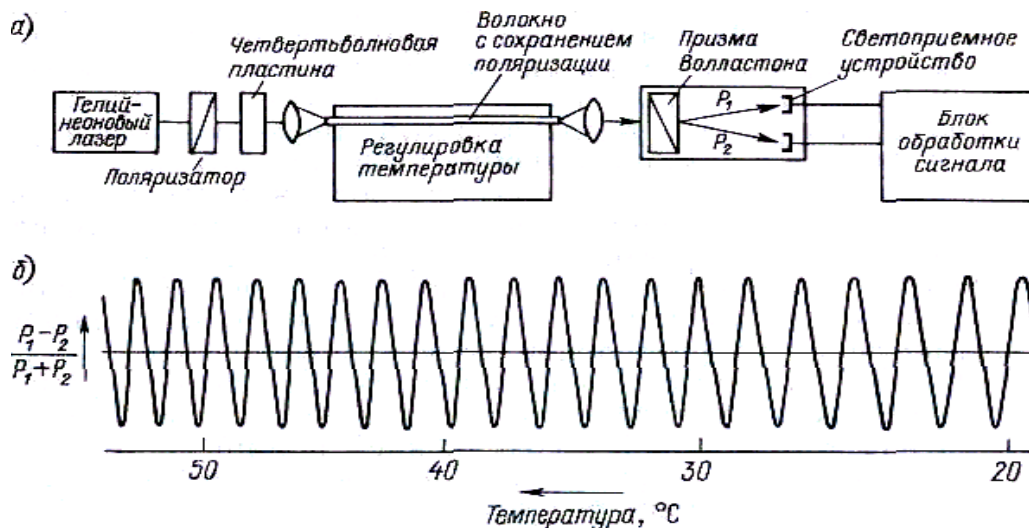 а)
Четвертьволновая
пластина
Волокно
с сохранением
поляризации
Призма
Волластона
Светоприемное
устройство
Гелий-
неоновый
лазер
Поляризатор
Регулировка
температуры
P₁
P₂
Блок
обработки
сигнала
б)
P₁−P₂
P₁+P₂
50 40 30 20
Температура, °C